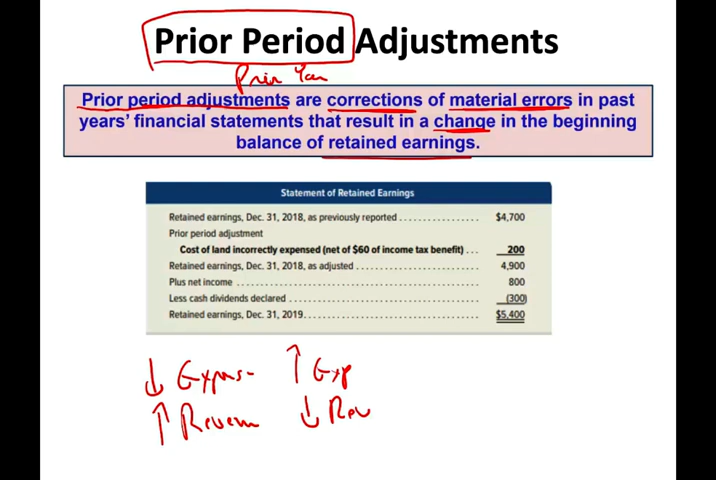 Prior Period Adjustments
Prior Year
Prior period adjustments are corrections of material errors in past
years' financial statements that result in a change in the beginning
balance of retained earnings.
Statement of Retained Earnings
Retained earnings, Dec. 31, 2018, as previously reported . . . . . . . . . . . . . . . . . $4,700
Prior period adjustment
Cost of land incorrectly expensed (net of $60 of income tax benefit) . . . 200
Retained earnings, Dec. 31, 2018, as adjusted . . . . . . . . . . . . . . . . . . . . . . . . . . 4,900
Plus net income . . . . . . . . . . . . . . . . . . . . . . . . . . . . . . . . . . . . . . . . . . . . . . . . . . . . 800
Less cash dividends declared . . . . . . . . . . . . . . . . . . . . . . . . . . . . . . . . . . . . . . . . (300)
Retained earnings, Dec. 31, 2019. . . . . . . . . . . . . . . . . . . . . . . . . . . . . . . . . . . . . $5,400
↓ Expense ↑ Exp
↑ Revenue ↓ Rev